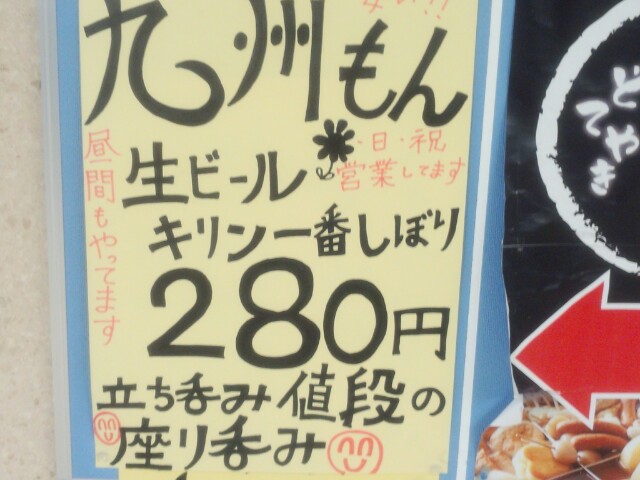 安い!!
九州もん
・日・祝
営業してます
昼間もやってます
生ビール
キリン一番しぼり
280円
立ち呑み値段の
座り呑み
どてやき